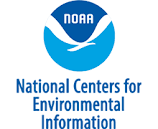 NOAA
National Centers for
Environmental
Information